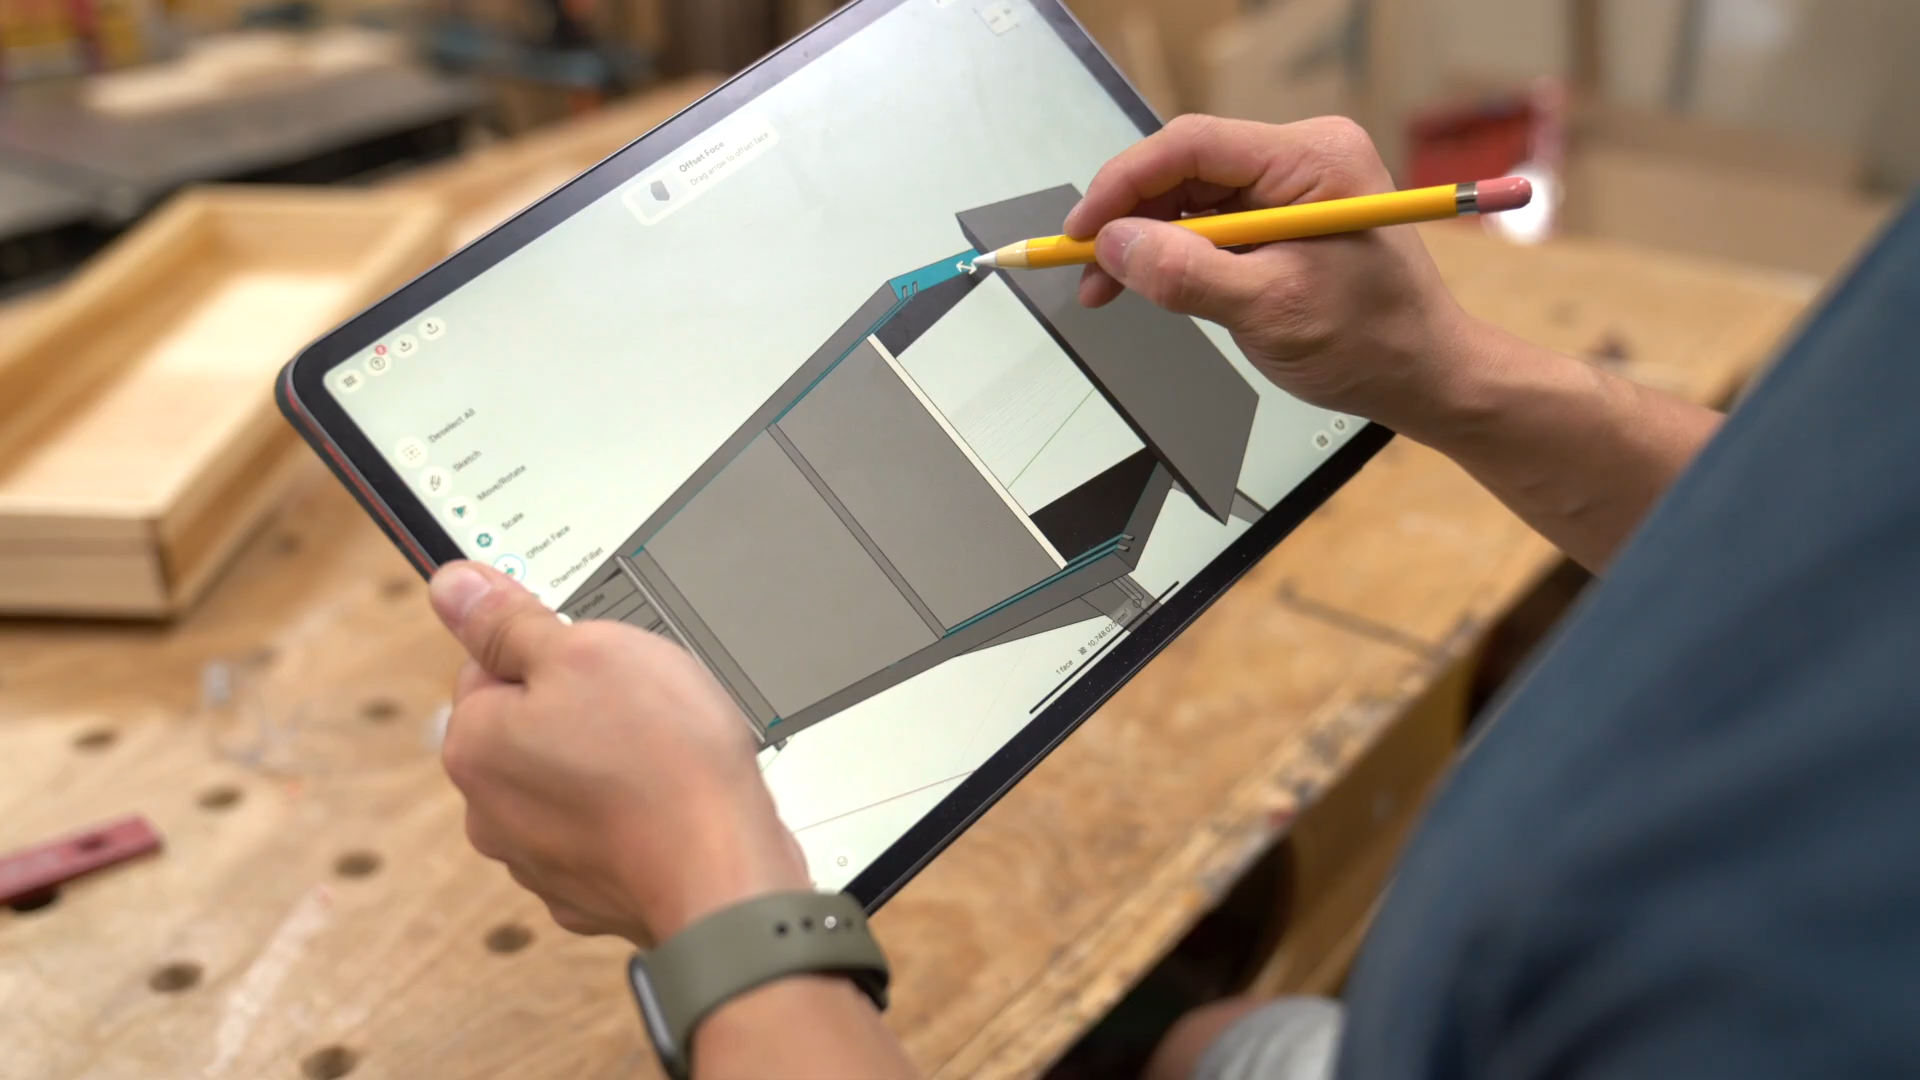 Offset Face
Drag arrow to offset face
Deselect All
Sketch
Move/Rotate
Scale
Offset Face
Chamfer/Fillet
Extrude
1 face